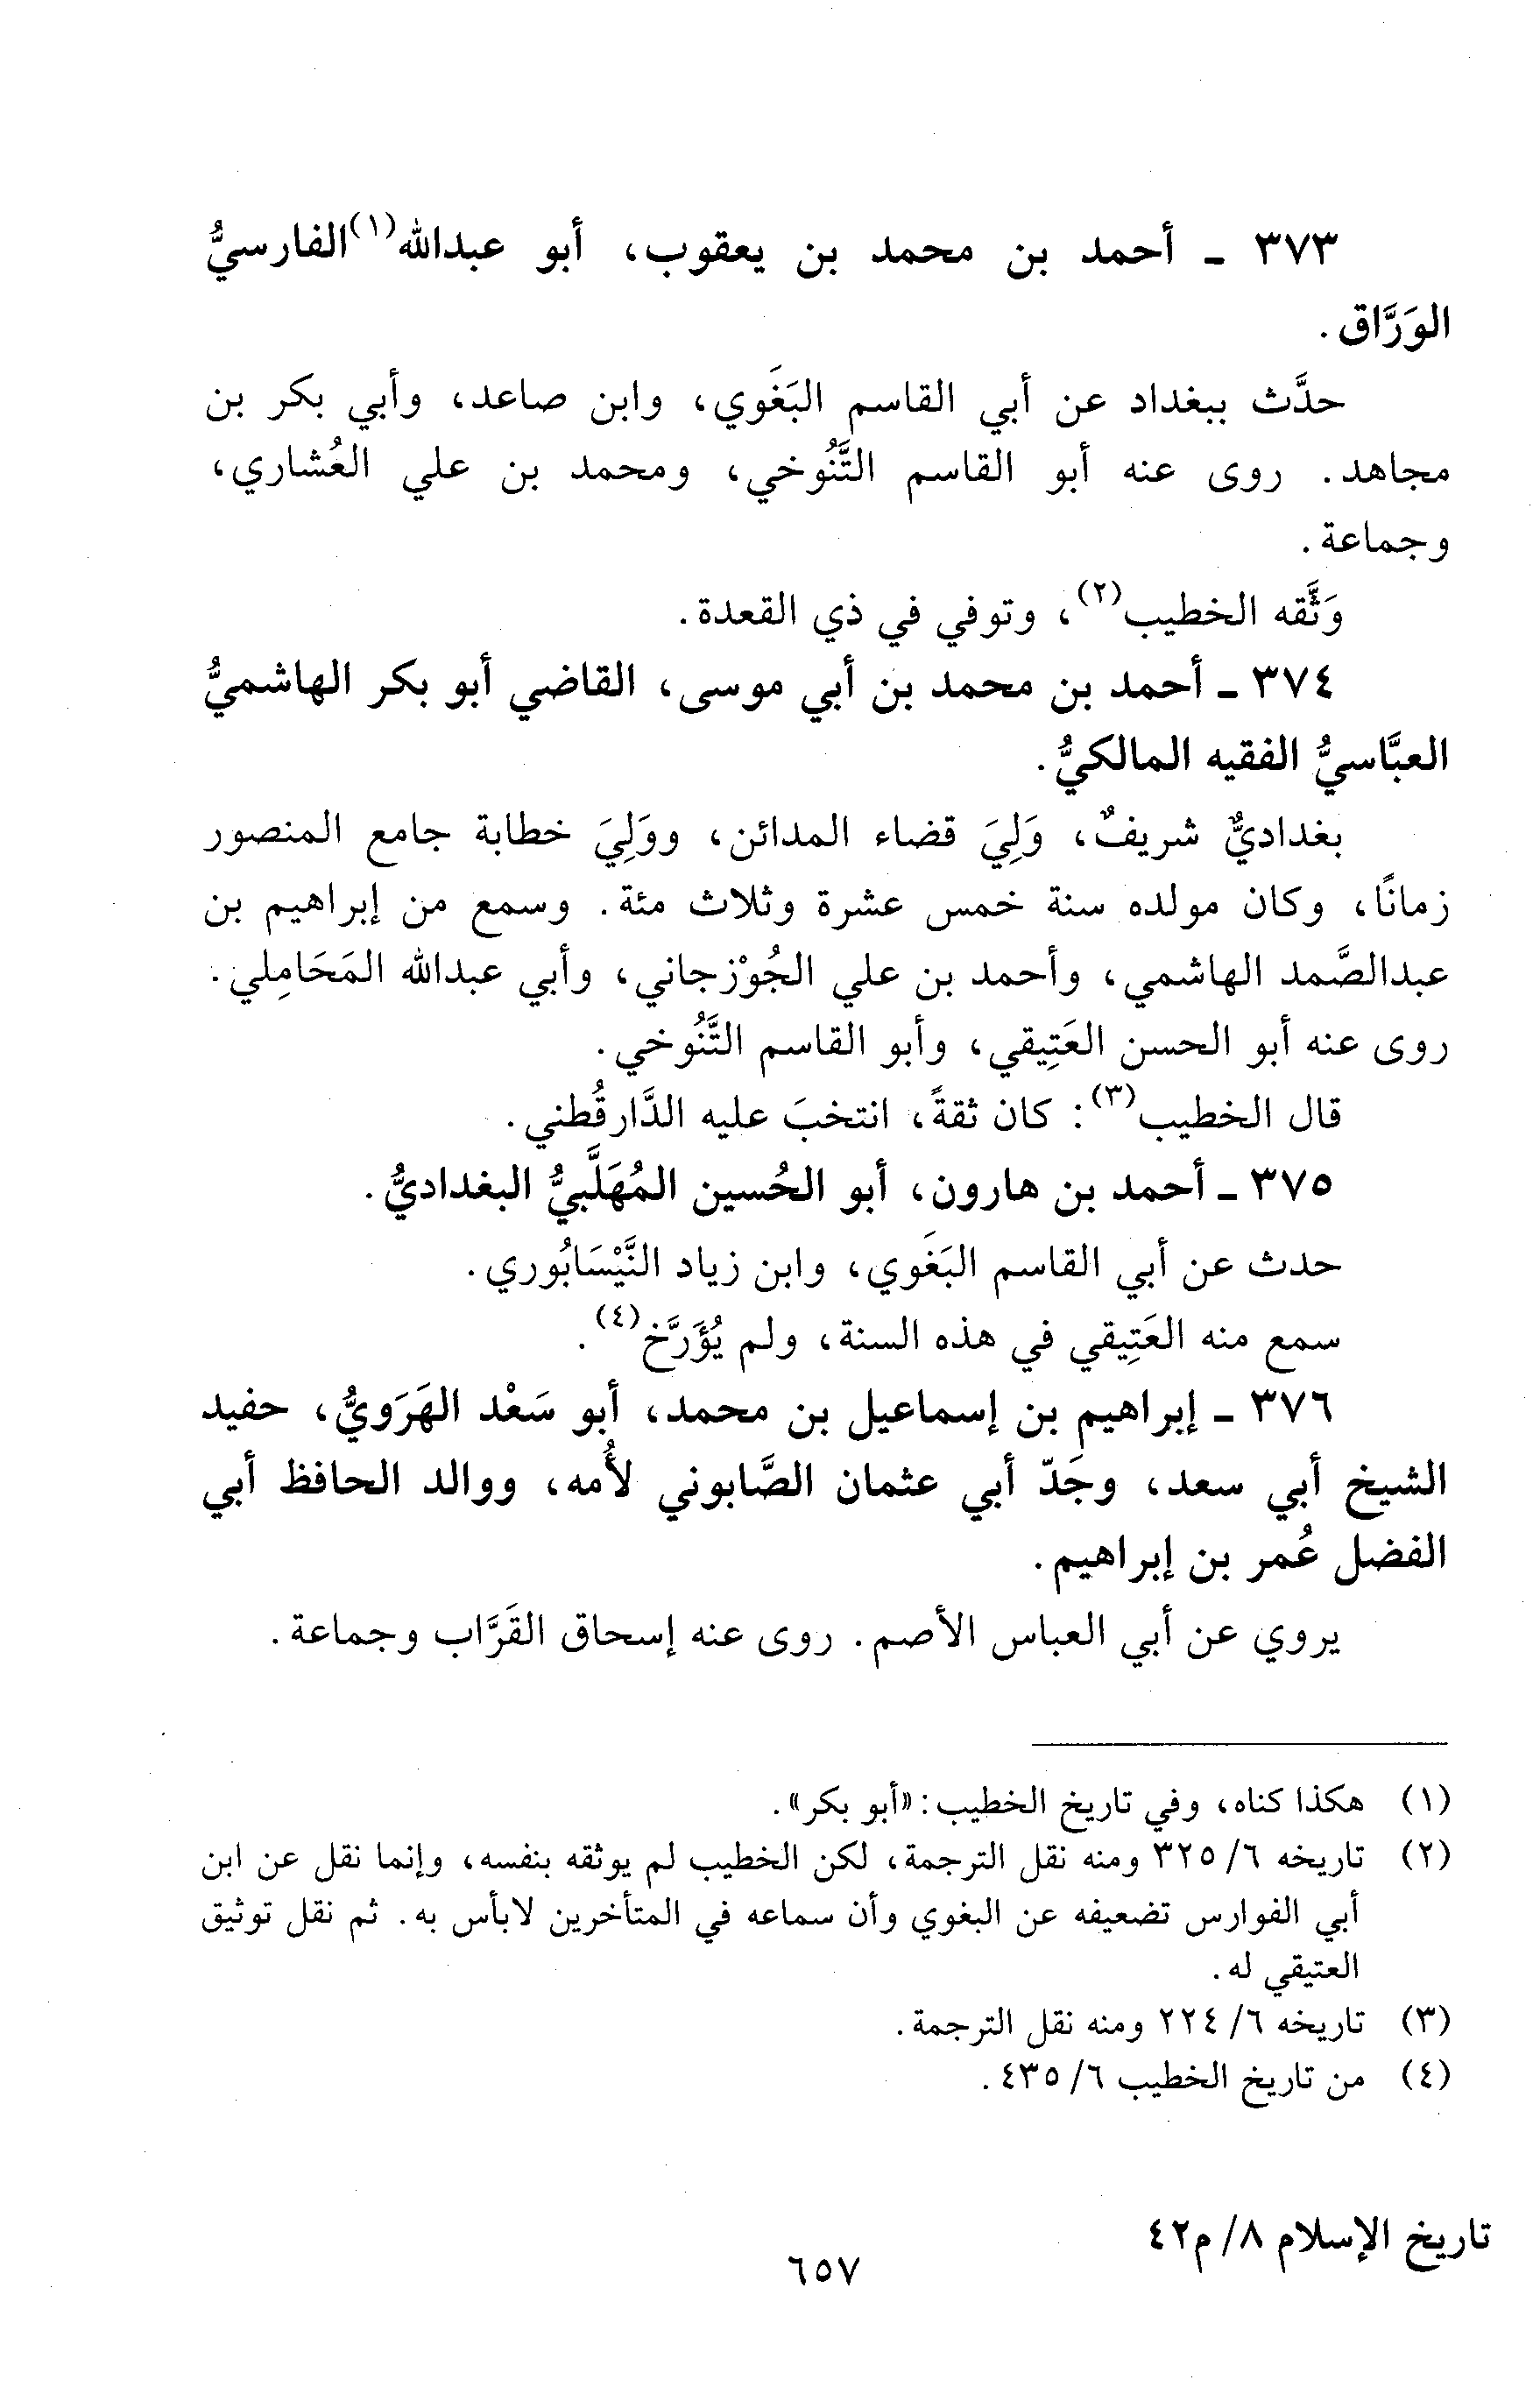 ٣٧٣ - أحمد بن محمد بن يعقوب، أبو عبدالله(١) الفارسيُّ
الوَرَّاق.
حدَّث ببغداد عن أبي القاسم البَغَوي، وابن صاعد، وأبي بكر بن
مجاهد. روى عنه أبو القاسم التَّنُوخي، ومحمد بن علي العُشاري،
وجماعة.
وَثَّقه الخطيب(٢)، وتوفي في ذي القعدة.
٣٧٤ - أحمد بن محمد بن أبي موسى، القاضي أبو بكر الهاشميُّ
العبَّاسيُّ الفقيه المالكيُّ.
بغداديٌّ شريفٌ، وَلِيَ قضاء المدائن، ووَلِيَ خطابة جامع المنصور
زمانًا، وكان مولده سنة خمس عشرة وثلاث مئة. وسمع من إبراهيم بن
عبدالصَّمد الهاشمي، وأحمد بن علي الجُوْزجاني، وأبي عبدالله المَحَامِلي.
روى عنه أبو الحسن العَتِيقي، وأبو القاسم التَّنُوخي.
قال الخطيب(٣): كان ثقةً، انتخبَ عليه الدَّارقُطني.
٣٧٥ - أحمد بن هارون، أبو الحُسين المُهَلَّبيُّ البغداديُّ.
حدث عن أبي القاسم البَغَوي، وابن زياد النَّيْسَابُوري.
سمع منه العَتِيقي في هذه السنة، ولم يُؤَرَّخ(٤).
٣٧٦ - إبراهيم بن إسماعيل بن محمد، أبو سَعْد الهَرَويُّ، حفيد
الشيخ أبي سعد، وجَدّ أبي عثمان الصَّابوني لأُمه، ووالد الحافظ أبي
الفضل عُمر بن إبراهيم.
يروي عن أبي العباس الأصم. روى عنه إسحاق القَرَّاب وجماعة.
(١) هكذا كناه، وفي تاريخ الخطيب: «أبو بكر».
(٢) تاريخه ٦/ ٣٢٥ ومنه نقل الترجمة، لكن الخطيب لم يوثقه بنفسه، وإنما نقل عن ابن
أبي الفوارس تضعيفه عن البغوي وأن سماعه في المتأخرين لابأس به. ثم نقل توثيق
العتيقي له.
(٣) تاريخه ٦/ ٢٢٤ ومنه نقل الترجمة.
(٤) من تاريخ الخطيب ٦/ ٤٣٥.
تاريخ الإسلام ٨/ م٤٢
٦٥٧